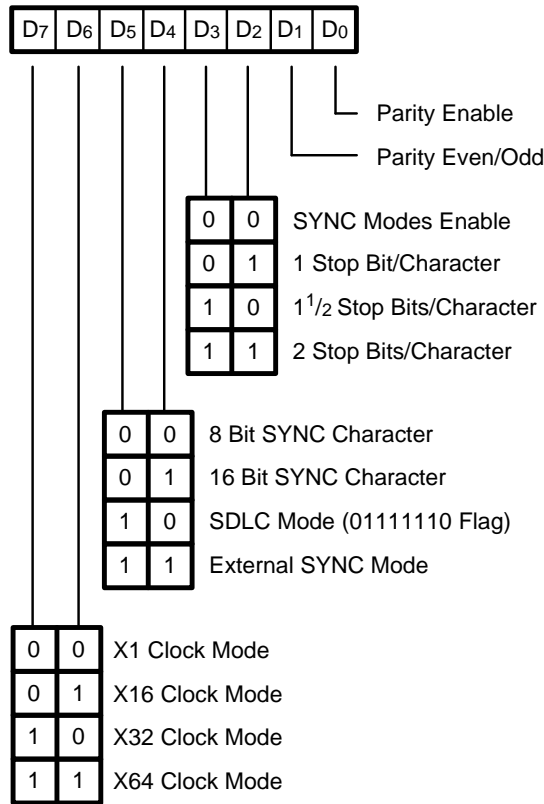 D7 D6 D5 D4 D3 D2 D1 D0
Parity Enable
Parity Even/Odd
0 0 SYNC Modes Enable
0 1 1 Stop Bit/Character
1 0 1 1/2 Stop Bits/Character
1 1 2 Stop Bits/Character
0 0 8 Bit SYNC Character
0 1 16 Bit SYNC Character
1 0 SDLC Mode (01111110 Flag)
1 1 External SYNC Mode
0 0 X1 Clock Mode
0 1 X16 Clock Mode
1 0 X32 Clock Mode
1 1 X64 Clock Mode